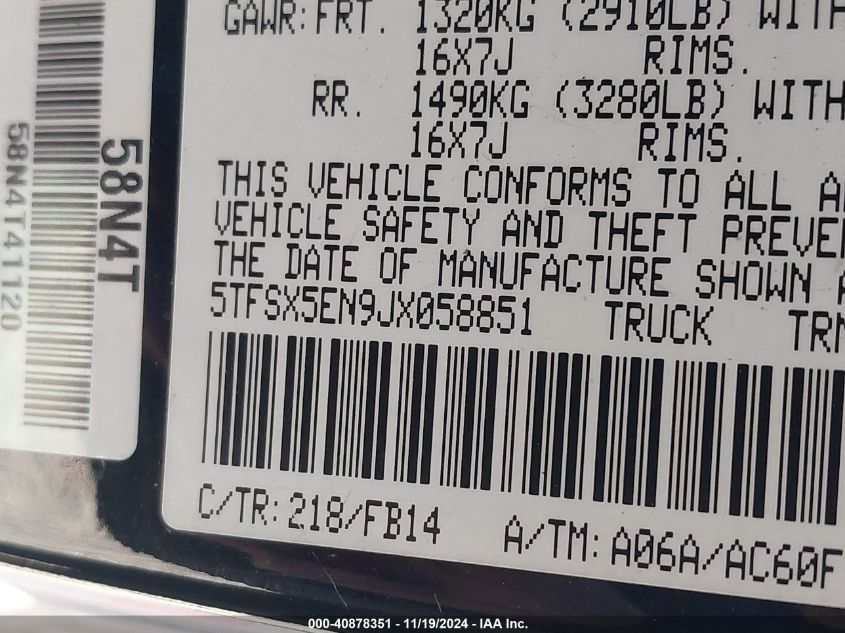 GAWR: FRT. 1320KG (2910LB) WITH
16X7J RIMS.
RR. 1490KG (3280LB) WITH
16X7J RIMS.
THIS VEHICLE CONFORMS TO ALL A
VEHICLE SAFETY AND THEFT PREVE
THE DATE OF MANUFACTURE SHOWN A
5TFSX5EN9JX058851 TRUCK TRN
C/TR: 218/FB14 A/TM: A06A/AC60F
58N4T
58N4T41120
000-40878351 - 11/19/2024 - IAA Inc.